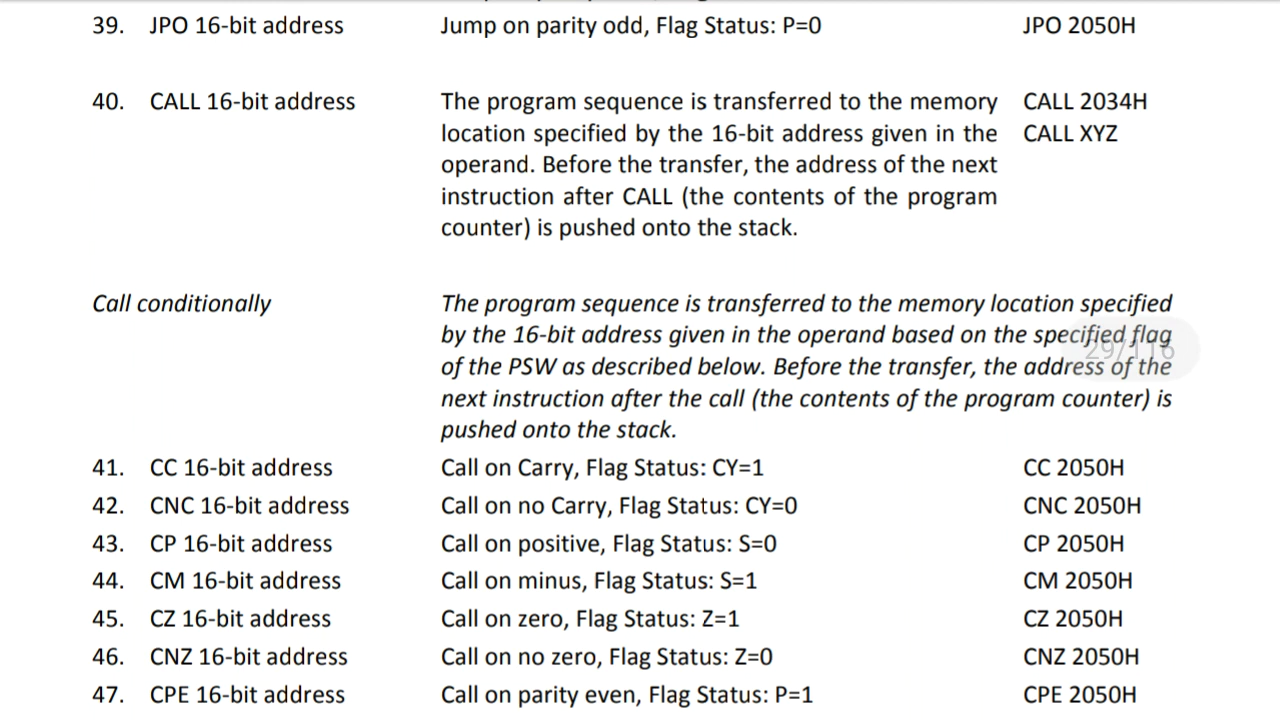 39. JPO 16-bit address Jump on parity odd, Flag Status: P=0 JPO 2050H
40. CALL 16-bit address The program sequence is transferred to the memory CALL 2034H
location specified by the 16-bit address given in the CALL XYZ
operand. Before the transfer, the address of the next
instruction after CALL (the contents of the program
counter) is pushed onto the stack.
Call conditionally The program sequence is transferred to the memory location specified
by the 16-bit address given in the operand based on the specified flag
of the PSW as described below. Before the transfer, the address of the
next instruction after the call (the contents of the program counter) is
pushed onto the stack.
29/116
41. CC 16-bit address Call on Carry, Flag Status: CY=1 CC 2050H
42. CNC 16-bit address Call on no Carry, Flag Status: CY=0 CNC 2050H
43. CP 16-bit address Call on positive, Flag Status: S=0 CP 2050H
44. CM 16-bit address Call on minus, Flag Status: S=1 CM 2050H
45. CZ 16-bit address Call on zero, Flag Status: Z=1 CZ 2050H
46. CNZ 16-bit address Call on no zero, Flag Status: Z=0 CNZ 2050H
47. CPE 16-bit address Call on parity even, Flag Status: P=1 CPE 2050H